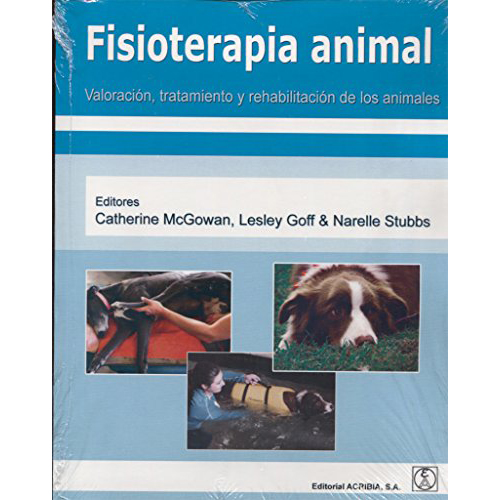 Fisioterapia animal
Valoración, tratamiento y rehabilitación de los animales
Editores
Catherine McGowan, Lesley Goff & Narelle Stubbs
Editorial ACRIBIA, S.A.